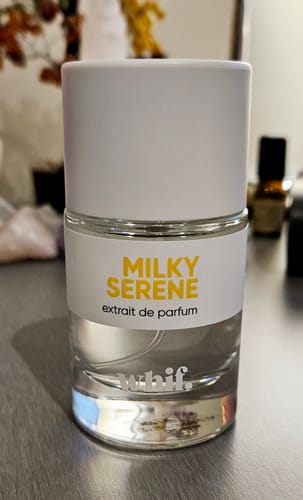 MILKY
SERENE
extrait de parfum
whif.